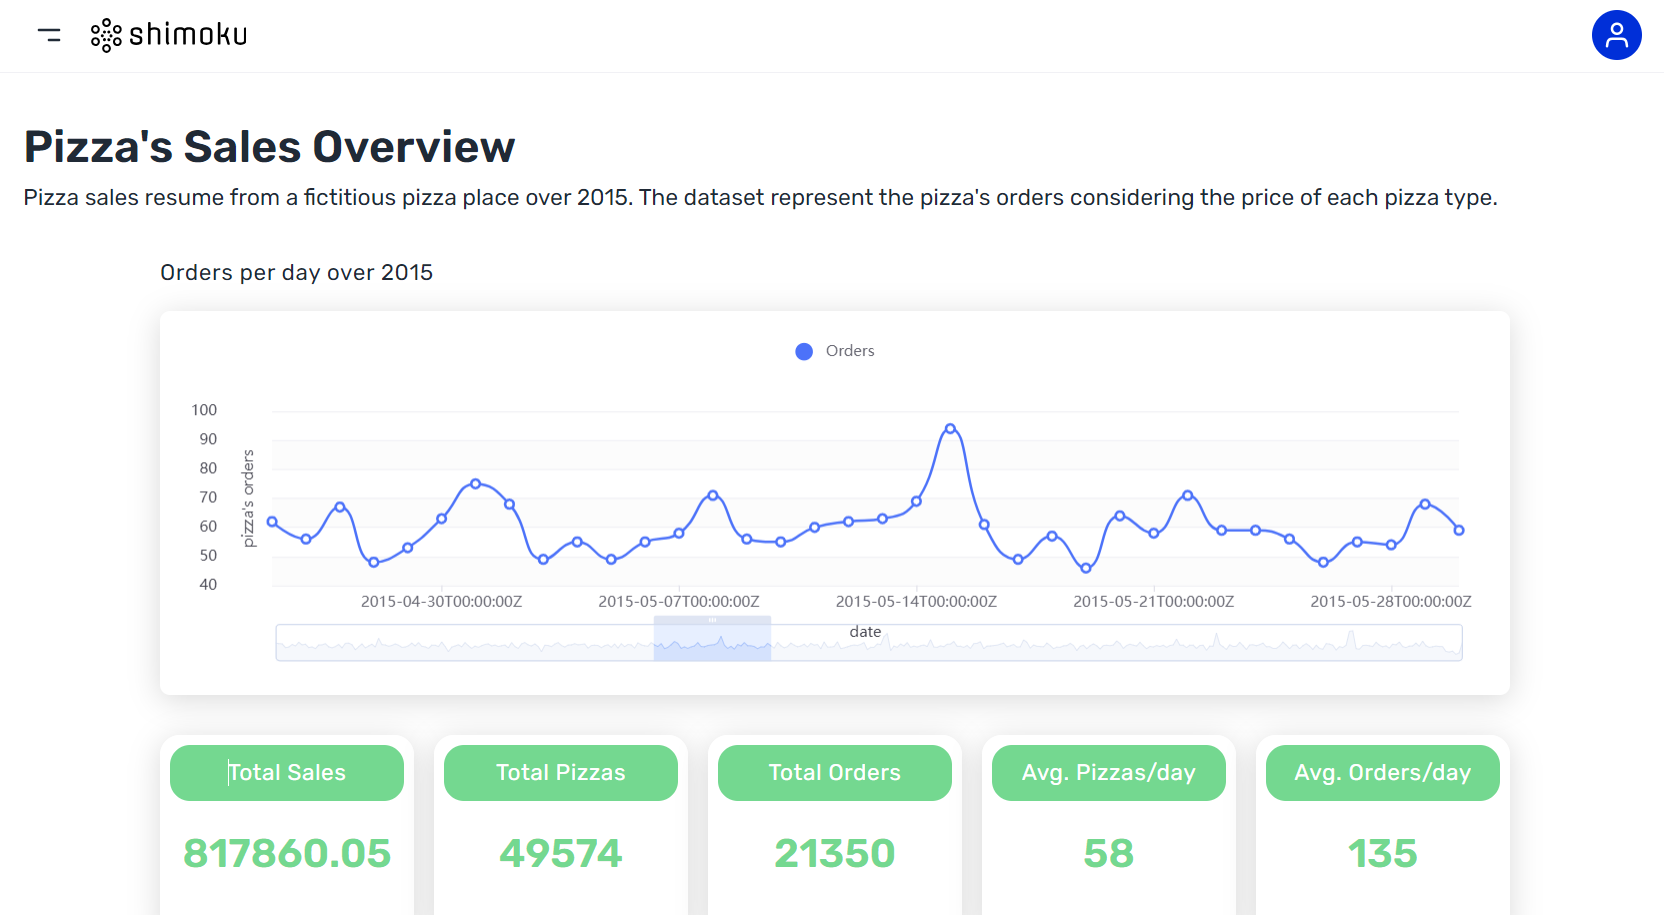 shimoku
Pizza's Sales Overview
Pizza sales resume from a fictitious pizza place over 2015. The dataset represent the pizza's orders considering the price of each pizza type.
Orders per day over 2015
Orders
100
90
80
70
60
50
40
pizza's orders
2015-04-30T00:00:00Z 2015-05-07T00:00:00Z 2015-05-14T00:00:00Z 2015-05-21T00:00:00Z 2015-05-28T00:00:00Z
date
Total Sales Total Pizzas Total Orders Avg. Pizzas/day Avg. Orders/day
817860.05 49574 21350 58 135